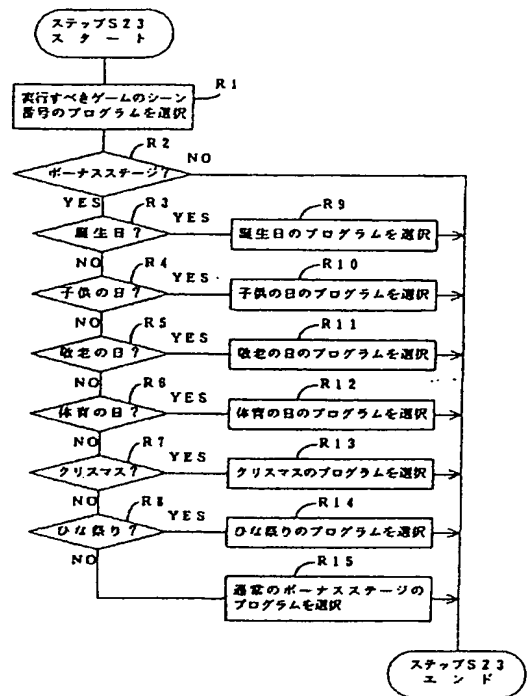 ステップS23
スタート
R1
実行すべきゲームのシーン
番号のプログラムを選択
R2
ボーナスステージ?
NO
YES
R3
誕生日?
YES
R9
誕生日のプログラムを選択
NO
R4
子供の日?
YES
R10
子供の日のプログラムを選択
NO
R5
敬老の日?
YES
R11
敬老の日のプログラムを選択
NO
R6
体育の日?
YES
R12
体育の日のプログラムを選択
NO
R7
クリスマス?
YES
R13
クリスマスのプログラムを選択
NO
R8
ひな祭り?
YES
R14
ひな祭りのプログラムを選択
NO
R15
通常のボーナスステージの
プログラムを選択
ステップS23
エンド